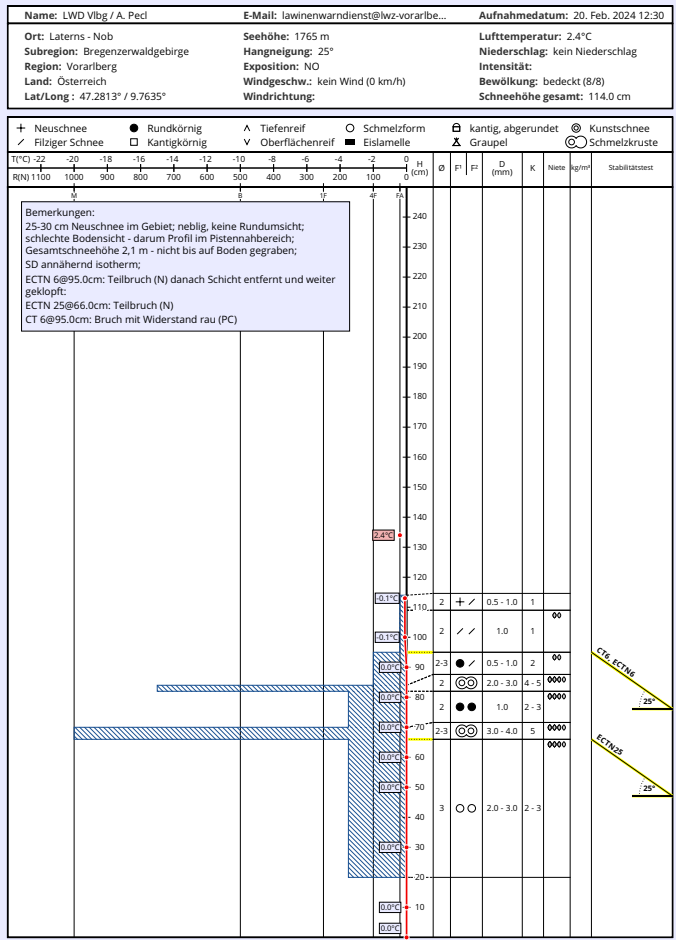 Name: LWD Vlbg / A. Pecl E-Mail: lawinenwarndienst@lwz-vorarlbe... Aufnahmedatum: 20. Feb. 2024 12:30
Ort: Laterns - Nob Seehöhe: 1765 m Lufttemperatur: 2.4°C
Subregion: Bregenzerwaldgebirge Hangneigung: 25° Niederschlag: kein Niederschlag
Region: Vorarlberg Exposition: NO Intensität:
Land: Österreich Windgeschw.: kein Wind (0 km/h) Bewölkung: bedeckt (8/8)
Lat/Long : 47.2813° / 9.7635° Windrichtung: Schneehöhe gesamt: 114.0 cm
Neuschnee Rundkörnig Tiefenreif Schmelzform kantig, abgerundet Kunstschnee
Filziger Schnee Kantigkörnig Oberflächenreif Eislamelle Graupel Schmelzkruste
T(°C) -22 -20 -18 -16 -14 -12 -10 -8 -6 -4 -2 0 H (cm) Ø F¹ F² D (mm) K Niete kg/m³ Stabilitätstest
R(N) 1100 1000 900 800 700 600 500 400 300 200 100 0
M B 1F 4F FA
Bemerkungen:
25-30 cm Neuschnee im Gebiet; neblig, keine Rundumsicht;
schlechte Bodensicht - darum Profil im Pistennahbereich;
Gesamtschneehöhe 2,1 m - nicht bis auf Boden gegraben;
SD annähernd isotherm;
ECTN 6@95.0cm: Teilbruch (N) danach Schicht entfernt und weiter
geklopft:
ECTN 25@66.0cm: Teilbruch (N)
CT 6@95.0cm: Bruch mit Widerstand rau (PC)
240
230
220
210
200
190
180
170
160
150
140
2.4°C
130
120
-0.1°C 110 2 0.5 - 1.0 1
-0.1°C 100 2 1.0 1
0.0°C 90 2-3 0.5 - 1.0 2 CT6, ECTN6
2 2.0 - 3.0 4 - 5
0.0°C 80 2 1.0 2 - 3 25°
0.0°C 70 2-3 3.0 - 4.0 5
ECTN25
0.0°C 60
0.0°C 50 25°
40 3 2.0 - 3.0 2 - 3
0.0°C 30
20
0.0°C 10
0.0°C